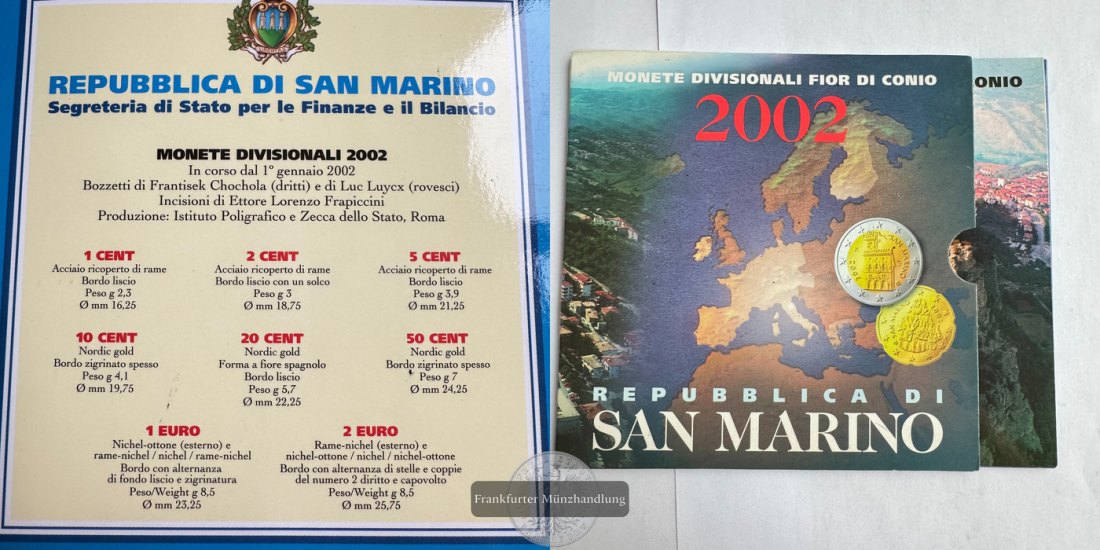 LIBERTAS
REPUBBLICA DI SAN MARINO
Segreteria di Stato per le Finanze e il Bilancio
MONETE DIVISIONALI 2002
In corso dal 1° gennaio 2002
Bozzetti di Frantisek Chochola (dritti) e di Luc Luycx (rovesci)
Incisioni di Ettore Lorenzo Frapiccini
Produzione: Istituto Poligrafico e Zecca dello Stato, Roma
1 CENT
Acciaio ricoperto di rame
Bordo liscio
Peso g 2,3
Ø mm 16,25
2 CENT
Acciaio ricoperto di rame
Bordo liscio con un solco
Peso g 3
Ø mm 18,75
5 CENT
Acciaio ricoperto di rame
Bordo liscio
Peso g 3,9
Ø mm 21,25
10 CENT
Nordic gold
Bordo zigrinato spesso
Peso g 4,1
Ø mm 19,75
20 CENT
Nordic gold
Forma a fiore spagnolo
Bordo liscio
Peso g 5,7
Ø mm 22,25
50 CENT
Nordic gold
Bordo zigrinato spesso
Peso g 7
Ø mm 24,25
1 EURO
Nichel-ottone (esterno) e
rame-nichel / nichel / rame-nichel
Bordo con alternanza
di fondo liscio e zigrinatura
Peso/Weight g 8,5
Ø mm 23,25
2 EURO
Rame-nichel (esterno) e
nichel-ottone / nichel / nichel-ottone
Bordo con alternanza di stelle e coppie
del numero 2 diritto e capovolto
Peso/Weight g 8,5
Ø mm 25,75
MONETE DIVISIONALI FIOR DI CONIO
2002
ONIO
SAN MARINO
2002
REPUBBLICA DI
SAN MARINO
Frankfurter Münzhandlung